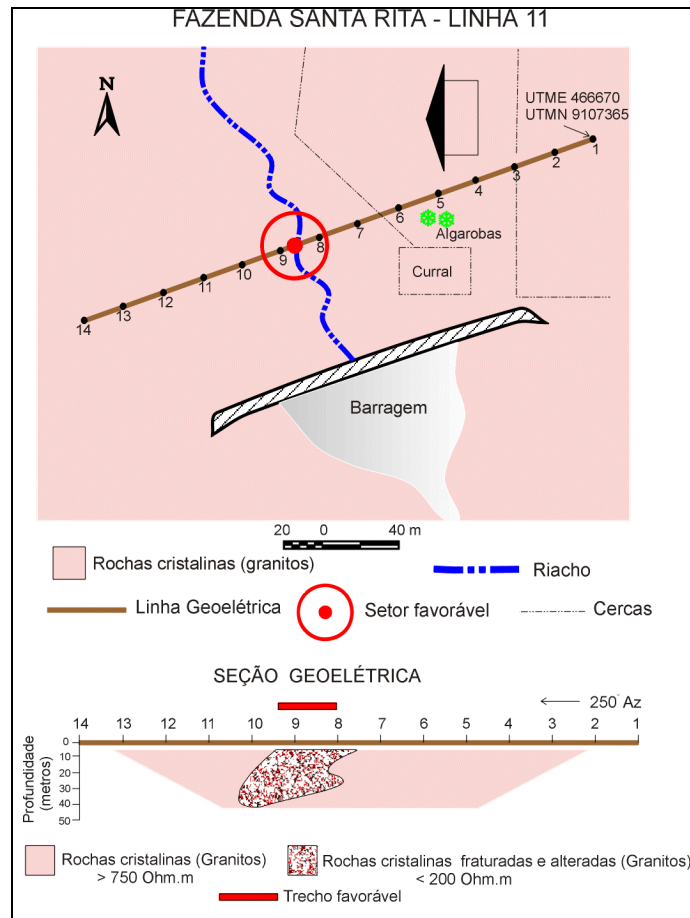 FAZENDA SANTA RITA - LINHA 11
N
UTME 466670
UTMN 9107365
1
2
3
4
5
6
7
8
9
10
11
12
13
14
Algarobas
Curral
Barragem
20 0 40 m
Rochas cristalinas (granitos)
Riacho
Linha Geoelétrica
Setor favorável
Cercas
SEÇÃO GEOELÉTRICA
250° Az
14 13 12 11 10 9 8 7 6 5 4 3 2 1
Profundidade
(metros)
0
10
20
30
40
50
Rochas cristalinas (Granitos)
> 750 Ohm.m
Rochas cristalinas fraturadas e alteradas (Granitos)
< 200 Ohm.m
Trecho favorável